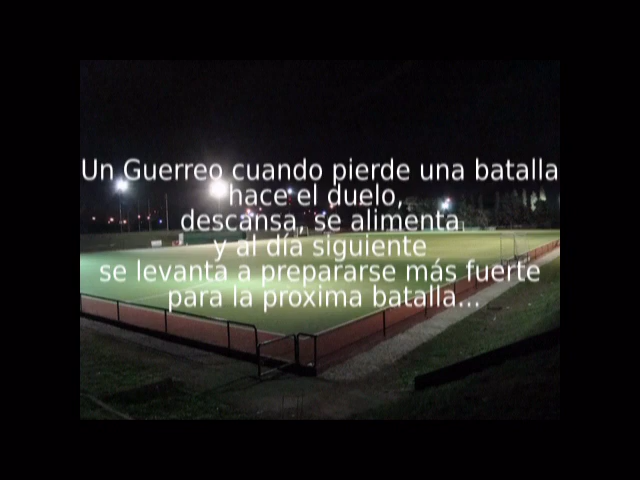 Un Guerreo cuando pierde una batalla
hace el duelo,
descansa, se alimenta
y al día siguiente
se levanta a prepararse más fuerte
para la proxima batalla...